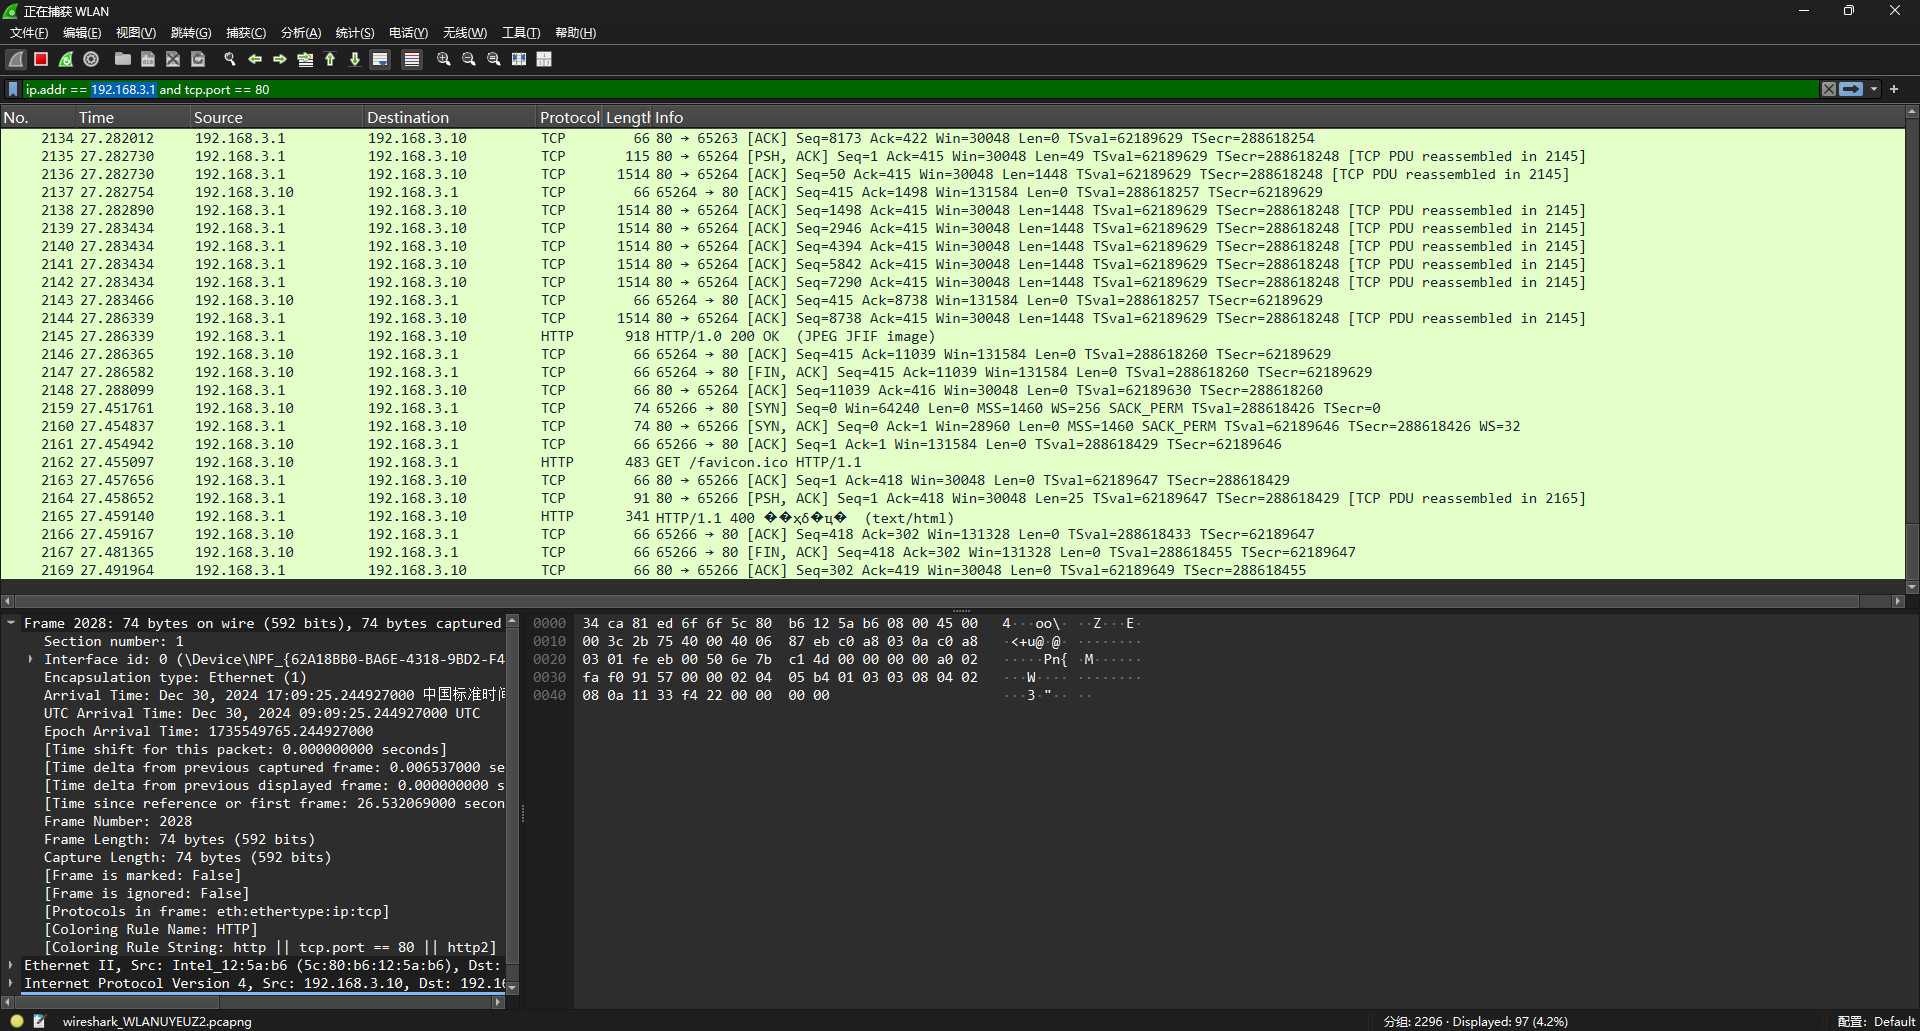 正在捕获 WLAN
文件(F) 编辑(E) 视图(V) 跳转(G) 捕获(C) 分析(A) 统计(S) 电话(Y) 无线(W) 工具(T) 帮助(H)
ip.addr == 192.168.3.1 and tcp.port == 80
No. Time Source Destination Protocol Length Info
2134 27.282012 192.168.3.1 192.168.3.10 TCP 66 80 → 65263 [ACK] Seq=8173 Ack=422 Win=30048 Len=0 TSval=62189629 TSecr=288618254
2135 27.282730 192.168.3.1 192.168.3.10 TCP 115 80 → 65264 [PSH, ACK] Seq=1 Ack=415 Win=30048 Len=49 TSval=62189629 TSecr=288618248 [TCP PDU reassembled in 2145]
2136 27.282730 192.168.3.1 192.168.3.10 TCP 1514 80 → 65264 [ACK] Seq=50 Ack=415 Win=30048 Len=1448 TSval=62189629 TSecr=288618248 [TCP PDU reassembled in 2145]
2137 27.282754 192.168.3.10 192.168.3.1 TCP 66 65264 → 80 [ACK] Seq=415 Ack=1498 Win=131584 Len=0 TSval=288618257 TSecr=62189629
2138 27.282890 192.168.3.1 192.168.3.10 TCP 1514 80 → 65264 [ACK] Seq=1498 Ack=415 Win=30048 Len=1448 TSval=62189629 TSecr=288618248 [TCP PDU reassembled in 2145]
2139 27.283434 192.168.3.1 192.168.3.10 TCP 1514 80 → 65264 [ACK] Seq=2946 Ack=415 Win=30048 Len=1448 TSval=62189629 TSecr=288618248 [TCP PDU reassembled in 2145]
2140 27.283434 192.168.3.1 192.168.3.10 TCP 1514 80 → 65264 [ACK] Seq=4394 Ack=415 Win=30048 Len=1448 TSval=62189629 TSecr=288618248 [TCP PDU reassembled in 2145]
2141 27.283434 192.168.3.1 192.168.3.10 TCP 1514 80 → 65264 [ACK] Seq=5842 Ack=415 Win=30048 Len=1448 TSval=62189629 TSecr=288618248 [TCP PDU reassembled in 2145]
2142 27.283434 192.168.3.1 192.168.3.10 TCP 1514 80 → 65264 [ACK] Seq=7290 Ack=415 Win=30048 Len=1448 TSval=62189629 TSecr=288618248 [TCP PDU reassembled in 2145]
2143 27.283466 192.168.3.10 192.168.3.1 TCP 66 65264 → 80 [ACK] Seq=415 Ack=8738 Win=131584 Len=0 TSval=288618257 TSecr=62189629
2144 27.286339 192.168.3.1 192.168.3.10 TCP 1514 80 → 65264 [ACK] Seq=8738 Ack=415 Win=30048 Len=1448 TSval=62189629 TSecr=288618248 [TCP PDU reassembled in 2145]
2145 27.286339 192.168.3.1 192.168.3.10 HTTP 918 HTTP/1.0 200 OK (JPEG JFIF image)
2146 27.286365 192.168.3.10 192.168.3.1 TCP 66 65264 → 80 [ACK] Seq=415 Ack=11039 Win=131584 Len=0 TSval=288618260 TSecr=62189629
2147 27.286582 192.168.3.10 192.168.3.1 TCP 66 65264 → 80 [FIN, ACK] Seq=415 Ack=11039 Win=131584 Len=0 TSval=288618260 TSecr=62189629
2148 27.288099 192.168.3.1 192.168.3.10 TCP 66 80 → 65264 [ACK] Seq=11039 Ack=416 Win=30048 Len=0 TSval=62189630 TSecr=288618260
2159 27.451761 192.168.3.10 192.168.3.1 TCP 74 65266 → 80 [SYN] Seq=0 Win=64240 Len=0 MSS=1460 WS=256 SACK_PERM TSval=288618426 TSecr=0
2160 27.454837 192.168.3.1 192.168.3.10 TCP 74 80 → 65266 [SYN, ACK] Seq=0 Ack=1 Win=28960 Len=0 MSS=1460 SACK_PERM TSval=62189646 TSecr=288618426 WS=32
2161 27.454942 192.168.3.10 192.168.3.1 TCP 66 65266 → 80 [ACK] Seq=1 Ack=1 Win=131584 Len=0 TSval=288618429 TSecr=62189646
2162 27.455097 192.168.3.10 192.168.3.1 HTTP 483 GET /favicon.ico HTTP/1.1
2163 27.457656 192.168.3.1 192.168.3.10 TCP 66 80 → 65266 [ACK] Seq=1 Ack=418 Win=30048 Len=0 TSval=62189647 TSecr=288618429
2164 27.458652 192.168.3.1 192.168.3.10 TCP 91 80 → 65266 [PSH, ACK] Seq=1 Ack=418 Win=30048 Len=25 TSval=62189647 TSecr=288618429 [TCP PDU reassembled in 2165]
2165 27.459140 192.168.3.1 192.168.3.10 HTTP 341 HTTP/1.1 400 ��ҳδ�ц� (text/html)
2166 27.459167 192.168.3.10 192.168.3.1 TCP 66 65266 → 80 [ACK] Seq=418 Ack=302 Win=131328 Len=0 TSval=288618433 TSecr=62189647
2167 27.481365 192.168.3.10 192.168.3.1 TCP 66 65266 → 80 [FIN, ACK] Seq=418 Ack=302 Win=131328 Len=0 TSval=288618455 TSecr=62189647
2169 27.491964 192.168.3.1 192.168.3.10 TCP 66 80 → 65266 [ACK] Seq=302 Ack=419 Win=30048 Len=0 TSval=62189649 TSecr=288618455
Frame 2028: 74 bytes on wire (592 bits), 74 bytes captured
Section number: 1
Interface id: 0 (\Device\NPF_{62A18BB0-BA6E-4318-9BD2-F4
Encapsulation type: Ethernet (1)
Arrival Time: Dec 30, 2024 17:09:25.244927000 中国标准时间
UTC Arrival Time: Dec 30, 2024 09:09:25.244927000 UTC
Epoch Arrival Time: 1735549765.244927000
[Time shift for this packet: 0.000000000 seconds]
[Time delta from previous captured frame: 0.006537000 se
[Time delta from previous displayed frame: 0.000000000 s
[Time since reference or first frame: 26.532069000 secon
Frame Number: 2028
Frame Length: 74 bytes (592 bits)
Capture Length: 74 bytes (592 bits)
[Frame is marked: False]
[Frame is ignored: False]
[Protocols in frame: eth:ethertype:ip:tcp]
[Coloring Rule Name: HTTP]
[Coloring Rule String: http || tcp.port == 80 || http2]
Ethernet II, Src: Intel_12:5a:b6 (5c:80:b6:12:5a:b6), Dst:
Internet Protocol Version 4, Src: 192.168.3.10, Dst: 192.16
0000 34 ca 81 ed 6f 6f 5c 80 b6 12 5a b6 08 00 45 00 4···oo\· ··Z···E·
0010 00 3c 2b 75 40 00 40 06 87 eb c0 a8 03 0a c0 a8 ·<+u@·@· ········
0020 03 01 fe eb 00 50 6e 7b c1 4d 00 00 00 00 a0 02 ·····Pn{ ·M······
0030 fa f0 91 57 00 00 02 04 05 b4 01 03 03 08 04 02 ···W···· ········
0040 08 0a 11 33 f4 22 00 00 00 00 ···3·"·· ··
wireshark_WLANUYEUZ2.pcapng
分组: 2296 · Displayed: 97 (4.2%)
配置: Default